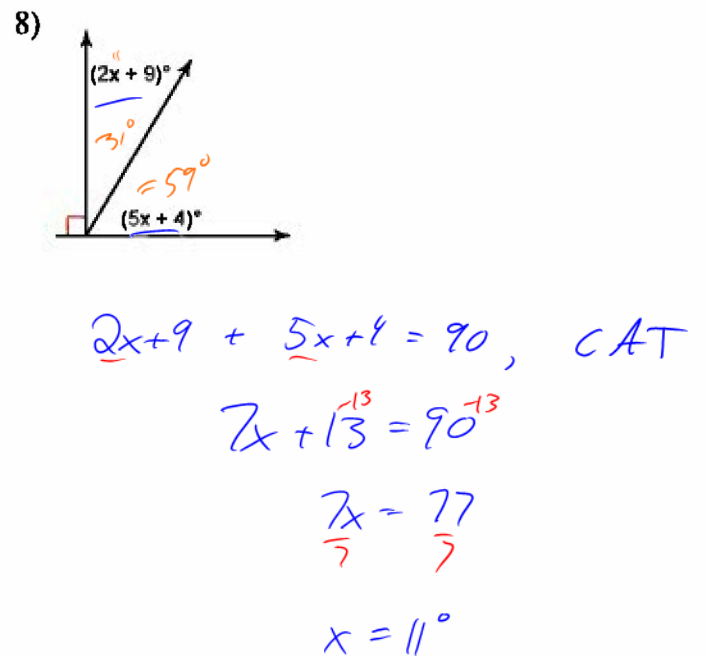 8)
11
(2x + 9)°
31°
= 59°
(5x + 4)°
2x+9 + 5x+4 = 90, CAT
-13 -13
7x + 13 = 90
7x = 77
7 7
x = 11°